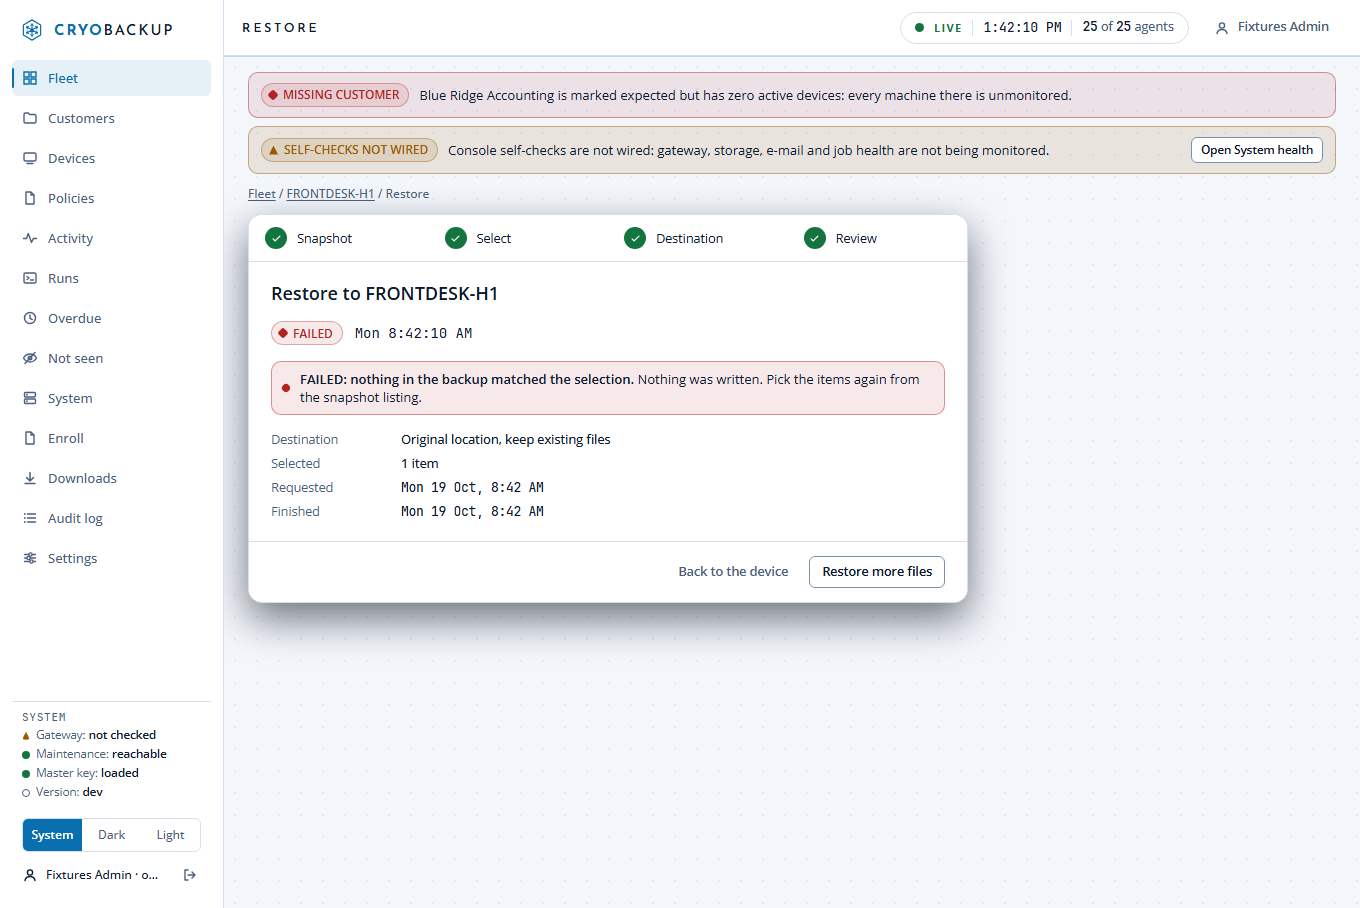 CRYOBACKUP
RESTORE
LIVE 1:42:10 PM 25 of 25 agents
Fixtures Admin
Fleet
Customers
Devices
Policies
Activity
Runs
Overdue
Not seen
System
Enroll
Downloads
Audit log
Settings
SYSTEM
Gateway: not checked
Maintenance: reachable
Master key: loaded
Version: dev
System Dark Light
Fixtures Admin · o...
MISSING CUSTOMER Blue Ridge Accounting is marked expected but has zero active devices: every machine there is unmonitored.
SELF-CHECKS NOT WIRED Console self-checks are not wired: gateway, storage, e-mail and job health are not being monitored. Open System health
Fleet / FRONTDESK-H1 / Restore
Snapshot Select Destination Review
Restore to FRONTDESK-H1
FAILED Mon 8:42:10 AM
FAILED: nothing in the backup matched the selection. Nothing was written. Pick the items again from
the snapshot listing.
Destination Original location, keep existing files
Selected 1 item
Requested Mon 19 Oct, 8:42 AM
Finished Mon 19 Oct, 8:42 AM
Back to the device Restore more files